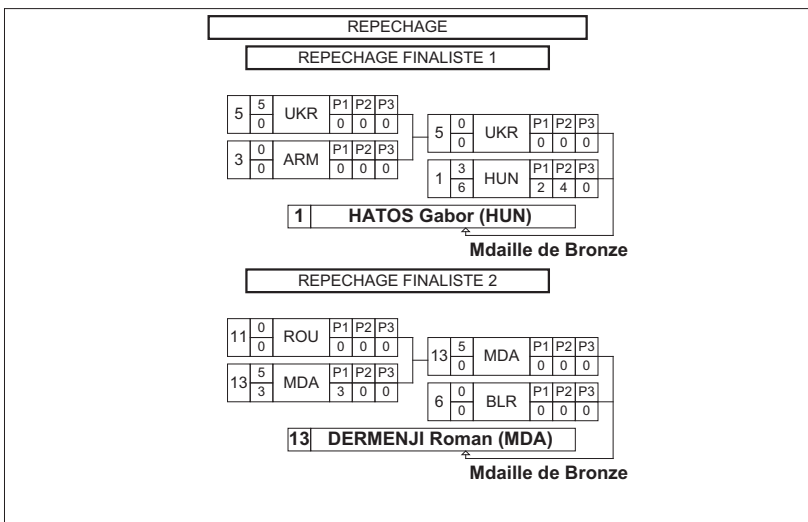 REPECHAGE
REPECHAGE FINALISTE 1
5 5 UKR P1 P2 P3
0 0 0 0
3 0 ARM P1 P2 P3
0 0 0 0
5 0 UKR P1 P2 P3
0 0 0 0
1 3 HUN P1 P2 P3
6 2 4 0
1 HATOS Gabor (HUN)
Mdaille de Bronze
REPECHAGE FINALISTE 2
11 0 ROU P1 P2 P3
0 0 0 0
13 5 MDA P1 P2 P3
3 3 0 0
13 5 MDA P1 P2 P3
0 0 0 0
6 0 BLR P1 P2 P3
0 0 0 0
13 DERMENJI Roman (MDA)
Mdaille de Bronze